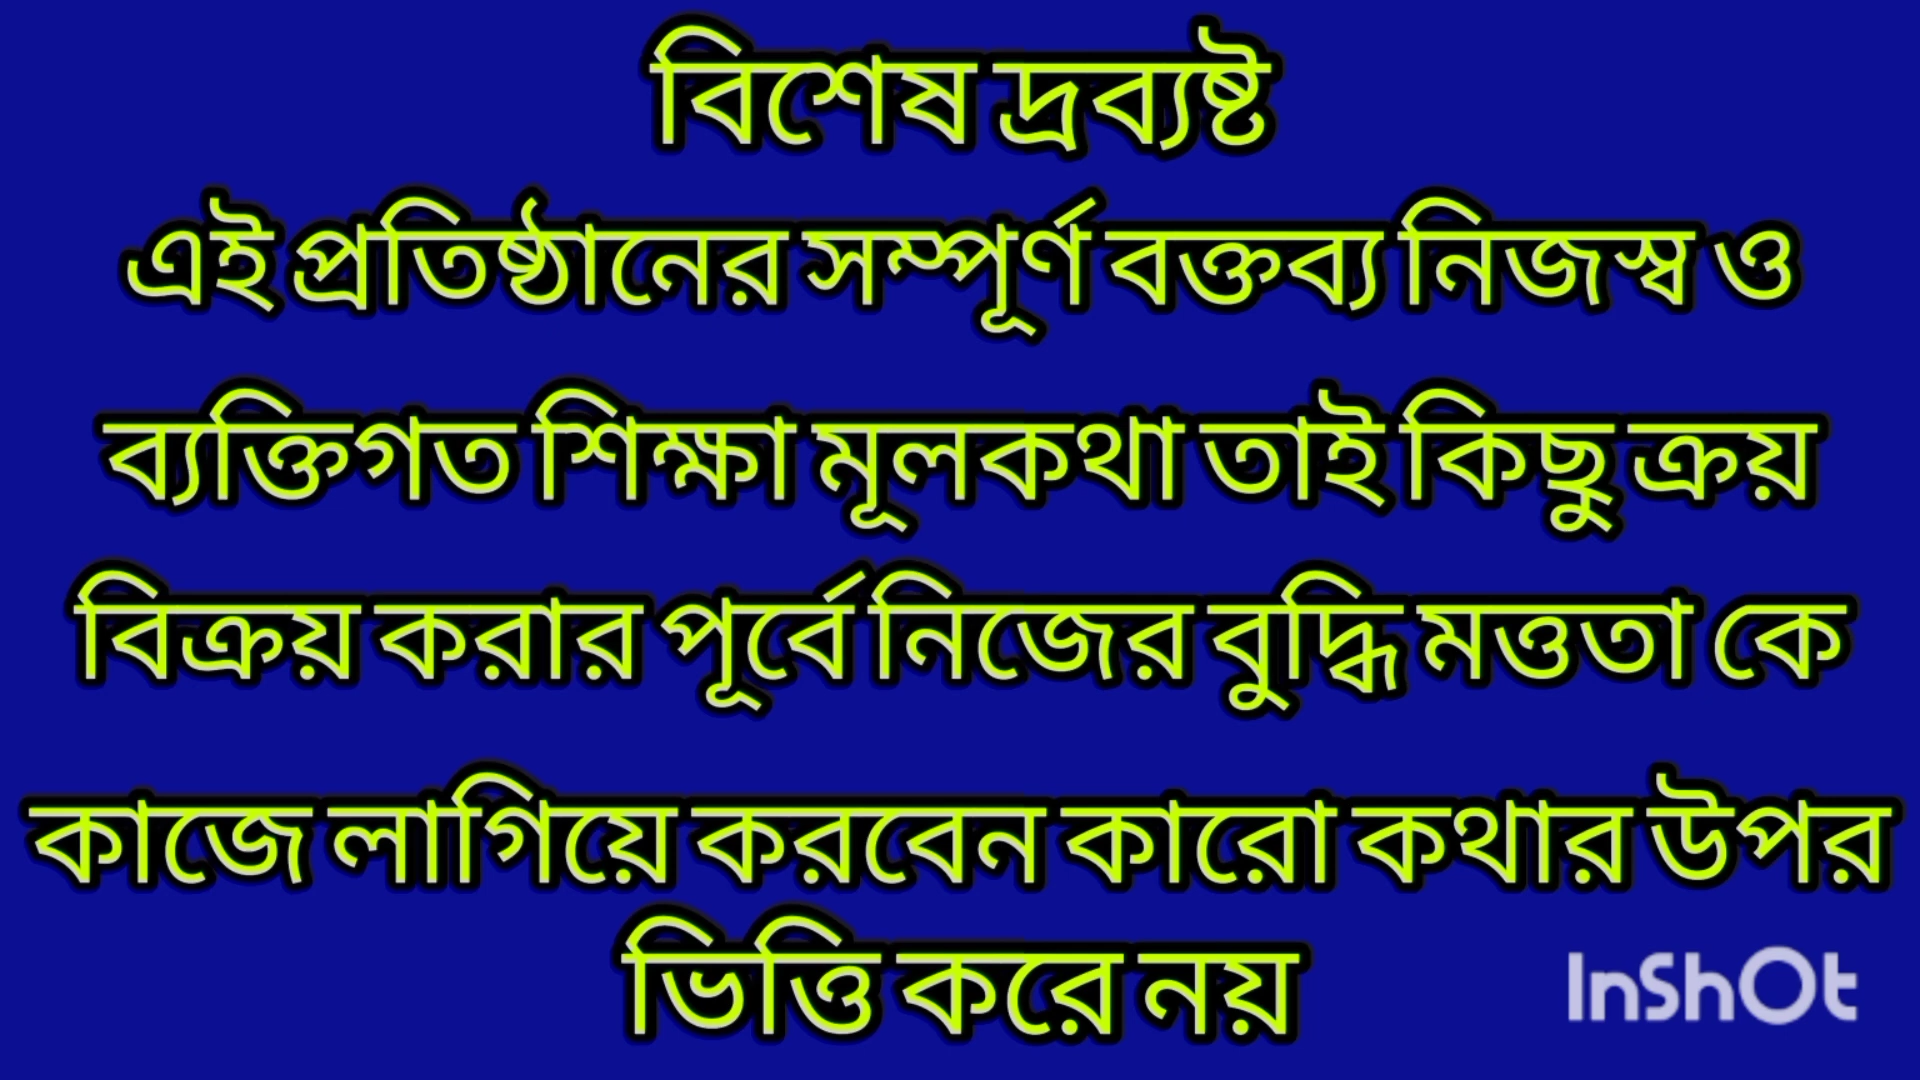 বিশেষ দ্রব্যষ্ট
এই প্রতিষ্ঠানের সম্পূর্ণ বক্তব্য নিজস্ব ও
ব্যক্তিগত শিক্ষা মূলকথা তাই কিছু ক্রয়
বিক্রয় করার পূর্বে নিজের বুদ্ধি মত্ততা কে
কাজে লাগিয়ে করবেন কারো কথার উপর
ভিত্তি করে নয়
InShOt